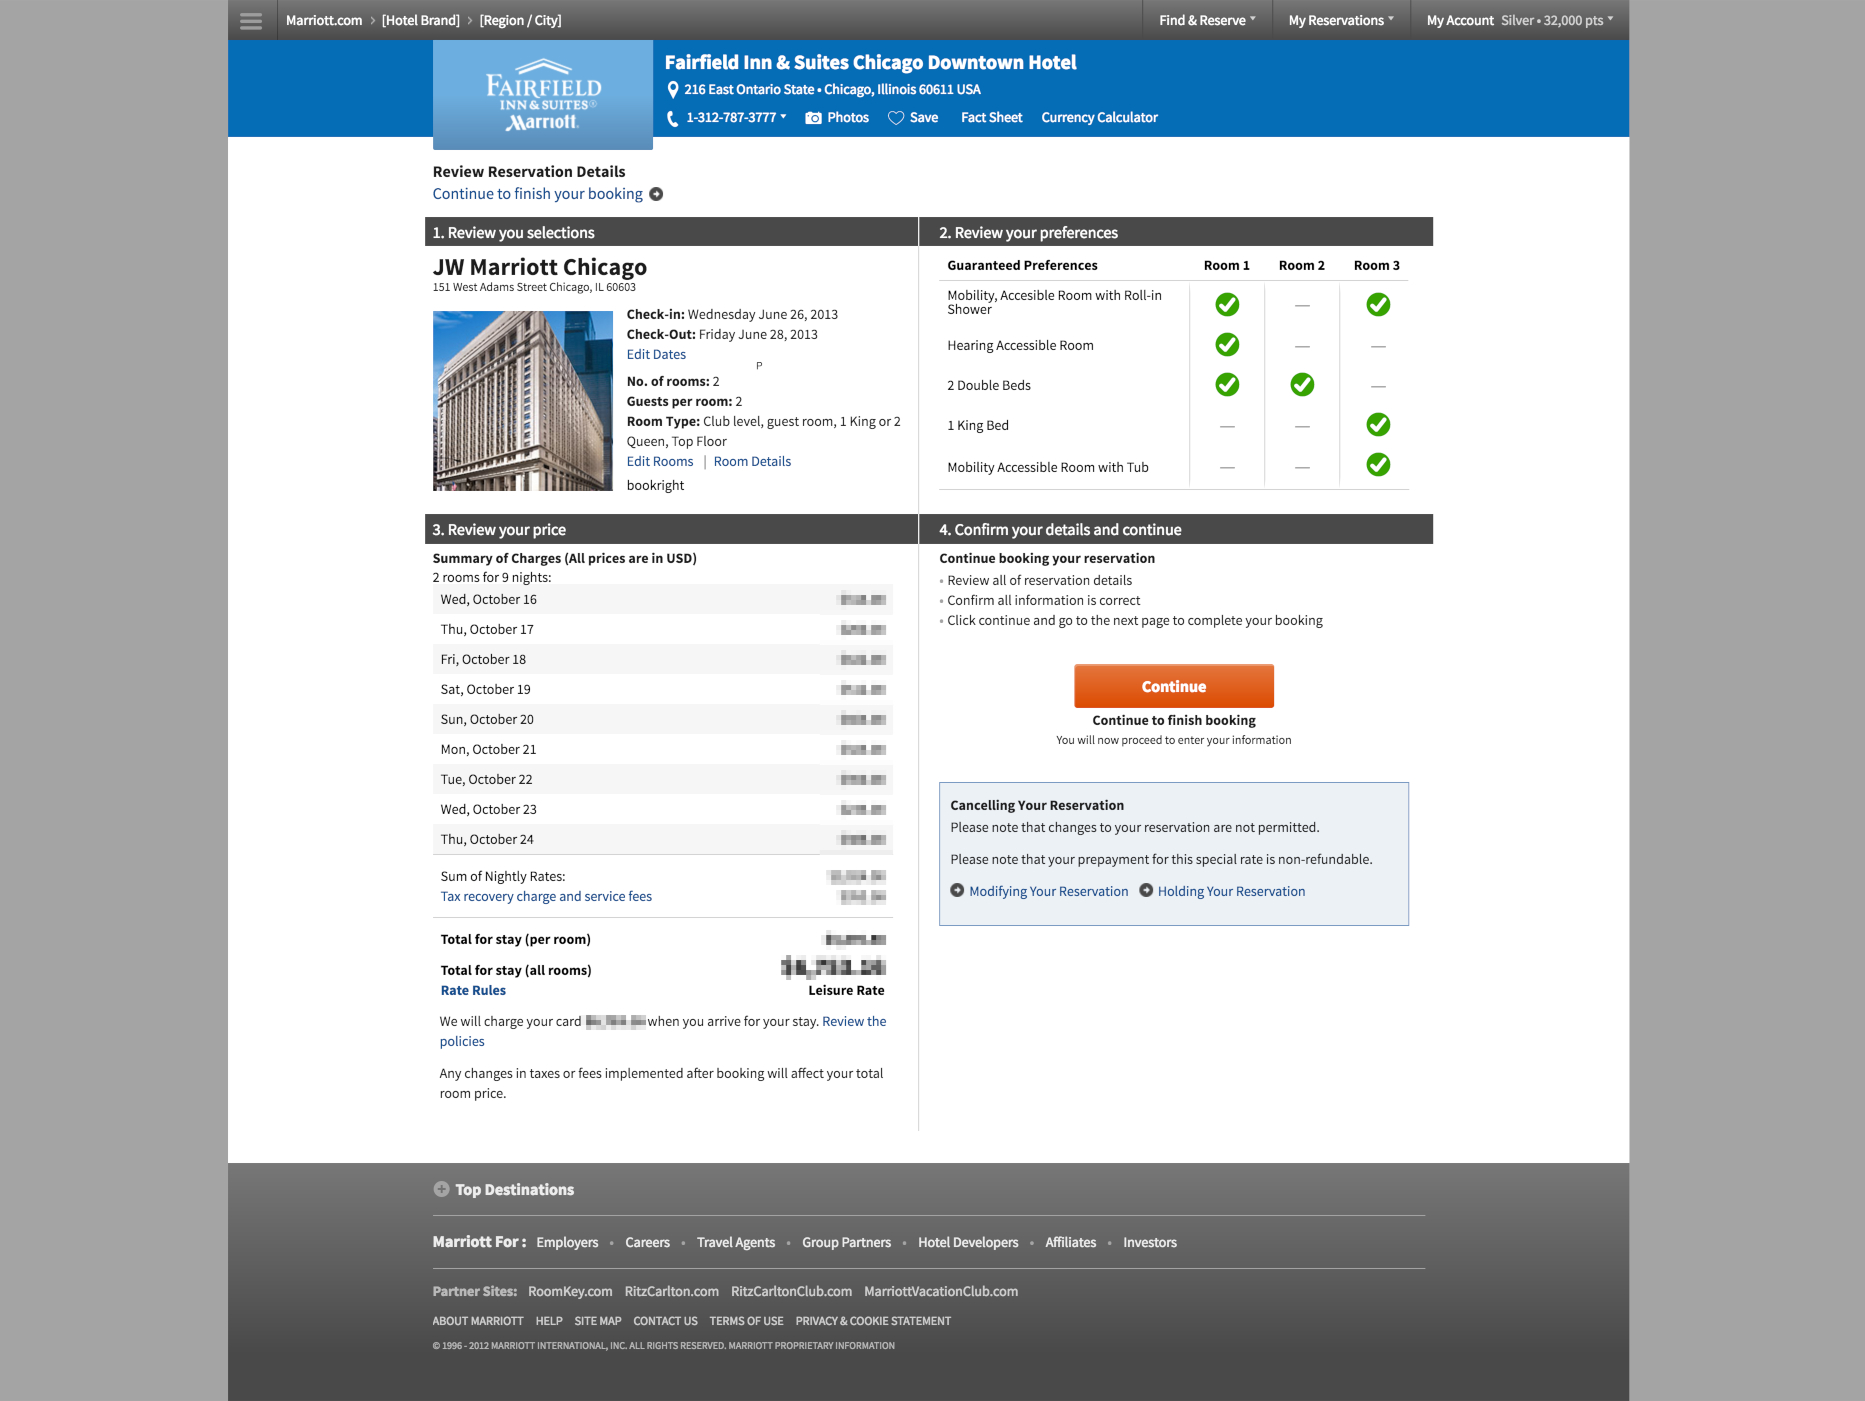 Marriott.com > [Hotel Brand] > [Region / City]
Find & Reserve
My Reservations
My Account Silver • 32,000 pts
FAIRFIELD
INN & SUITES®
Marriott.
Fairfield Inn & Suites Chicago Downtown Hotel
216 East Ontario State • Chicago, Illinois 60611 USA
1-312-787-3777 Photos Save Fact Sheet Currency Calculator
Review Reservation Details
Continue to finish your booking
1. Review you selections
JW Marriott Chicago
151 West Adams Street Chicago, IL 60603
Check-in: Wednesday June 26, 2013
Check-Out: Friday June 28, 2013
Edit Dates
P
No. of rooms: 2
Guests per room: 2
Room Type: Club level, guest room, 1 King or 2
Queen, Top Floor
Edit Rooms | Room Details
bookright
2. Review your preferences
Guaranteed Preferences Room 1 Room 2 Room 3
Mobility, Accesible Room with Roll-in
Shower
Hearing Accessible Room
2 Double Beds
1 King Bed
Mobility Accessible Room with Tub
3. Review your price
Summary of Charges (All prices are in USD)
2 rooms for 9 nights:
Wed, October 16
Thu, October 17
Fri, October 18
Sat, October 19
Sun, October 20
Mon, October 21
Tue, October 22
Wed, October 23
Thu, October 24
Sum of Nightly Rates:
Tax recovery charge and service fees
Total for stay (per room)
Total for stay (all rooms)
Rate Rules Leisure Rate
We will charge your card when you arrive for your stay. Review the
policies
Any changes in taxes or fees implemented after booking will affect your total
room price.
4. Confirm your details and continue
Continue booking your reservation
• Review all of reservation details
• Confirm all information is correct
• Click continue and go to the next page to complete your booking
Continue
Continue to finish booking
You will now proceed to enter your information
Cancelling Your Reservation
Please note that changes to your reservation are not permitted.
Please note that your prepayment for this special rate is non-refundable.
Modifying Your Reservation Holding Your Reservation
Top Destinations
Marriott For : Employers • Careers • Travel Agents • Group Partners • Hotel Developers • Affiliates • Investors
Partner Sites: RoomKey.com RitzCarlton.com RitzCarltonClub.com MarriottVacationClub.com
ABOUT MARRIOTT HELP SITE MAP CONTACT US TERMS OF USE PRIVACY & COOKIE STATEMENT
© 1996 - 2012 MARRIOTT INTERNATIONAL, INC. ALL RIGHTS RESERVED. MARRIOTT PROPRIETARY INFORMATION